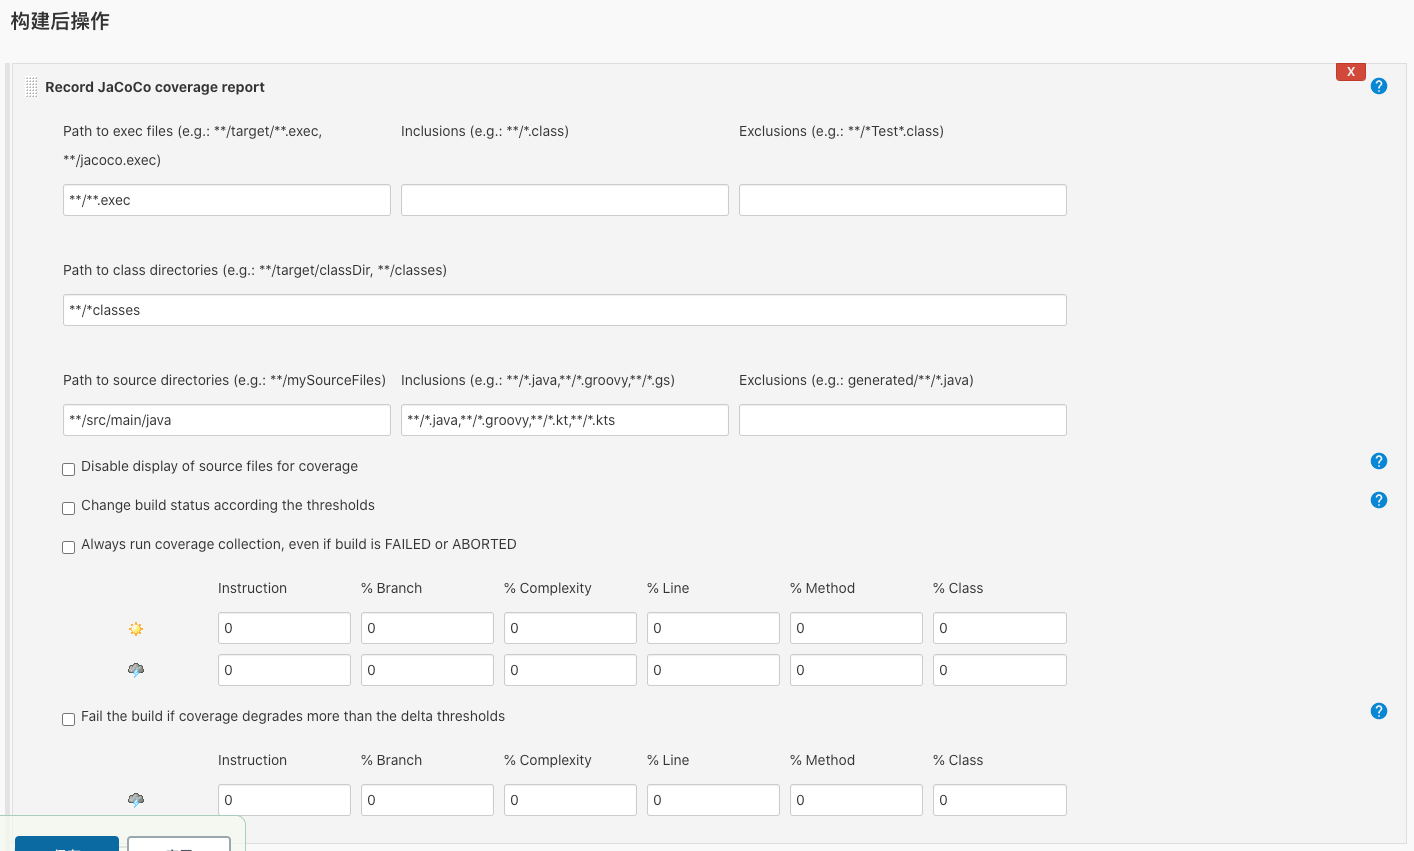 构建后操作
X
Record JaCoCo coverage report
?
Path to exec files (e.g.: **/target/**.exec, **/jacoco.exec)
Inclusions (e.g.: **/*.class)
Exclusions (e.g.: **/*Test*.class)
**/**.exec
Path to class directories (e.g.: **/target/classDir, **/classes)
**/*classes
Path to source directories (e.g.: **/mySourceFiles)
Inclusions (e.g.: **/*.java,**/*.groovy,**/*.gs)
Exclusions (e.g.: generated/**/*.java)
**/src/main/java
**/*.java,**/*.groovy,**/*.kt,**/*.kts
Disable display of source files for coverage
?
Change build status according the thresholds
?
Always run coverage collection, even if build is FAILED or ABORTED
Instruction % Branch % Complexity % Line % Method % Class
0 0 0 0 0 0
0 0 0 0 0 0
Fail the build if coverage degrades more than the delta thresholds
?
Instruction % Branch % Complexity % Line % Method % Class
0 0 0 0 0 0